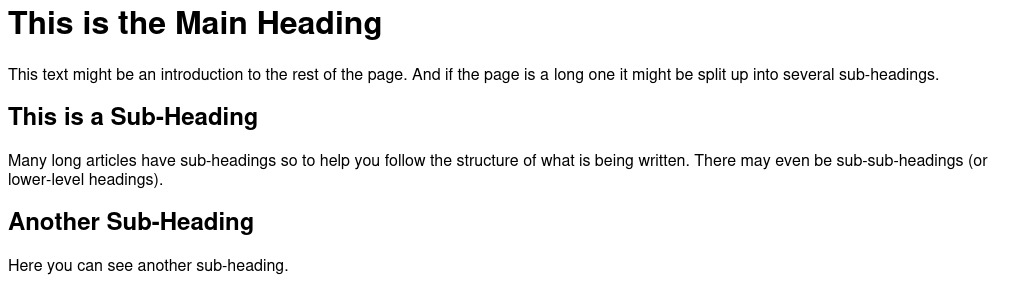 This is the Main Heading
This text might be an introduction to the rest of the page. And if the page is a long one it might be split up into several sub-headings.
This is a Sub-Heading
Many long articles have sub-headings so to help you follow the structure of what is being written. There may even be sub-sub-headings (or
lower-level headings).
Another Sub-Heading
Here you can see another sub-heading.